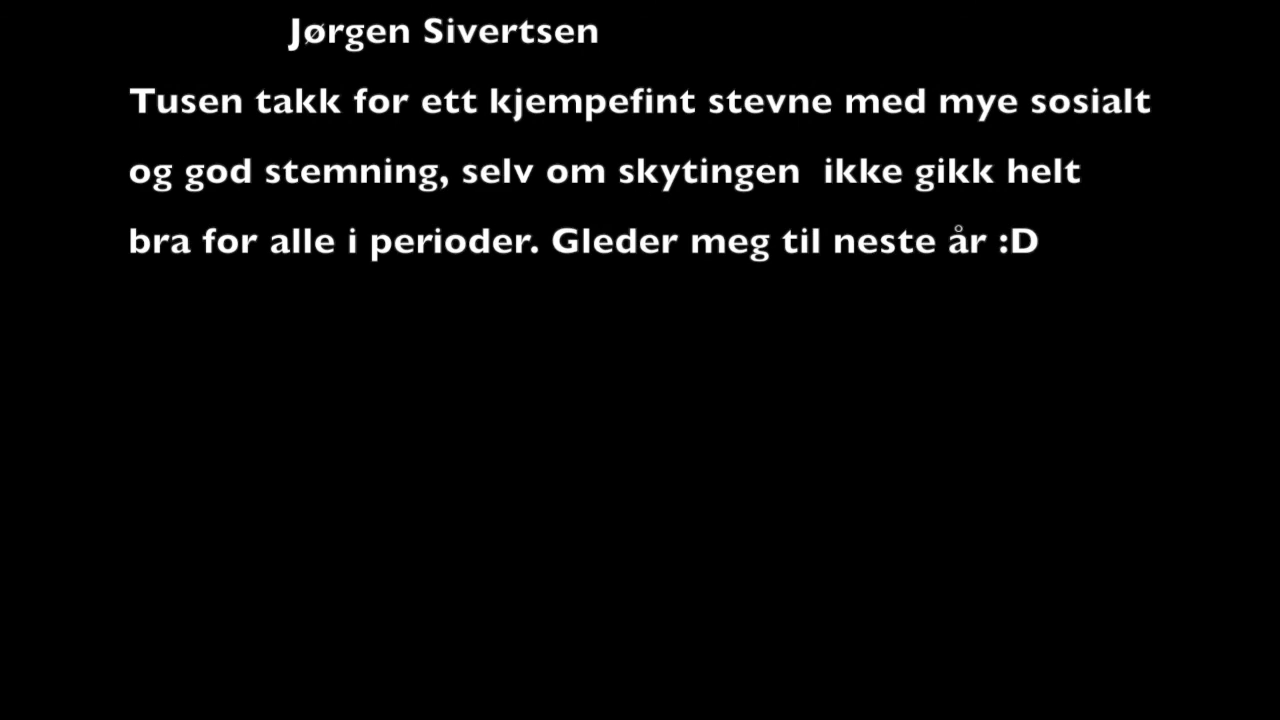 Jørgen Sivertsen
Tusen takk for ett kjempefint stevne med mye sosialt
og god stemning, selv om skytingen  ikke gikk helt
bra for alle i perioder. Gleder meg til neste år :D